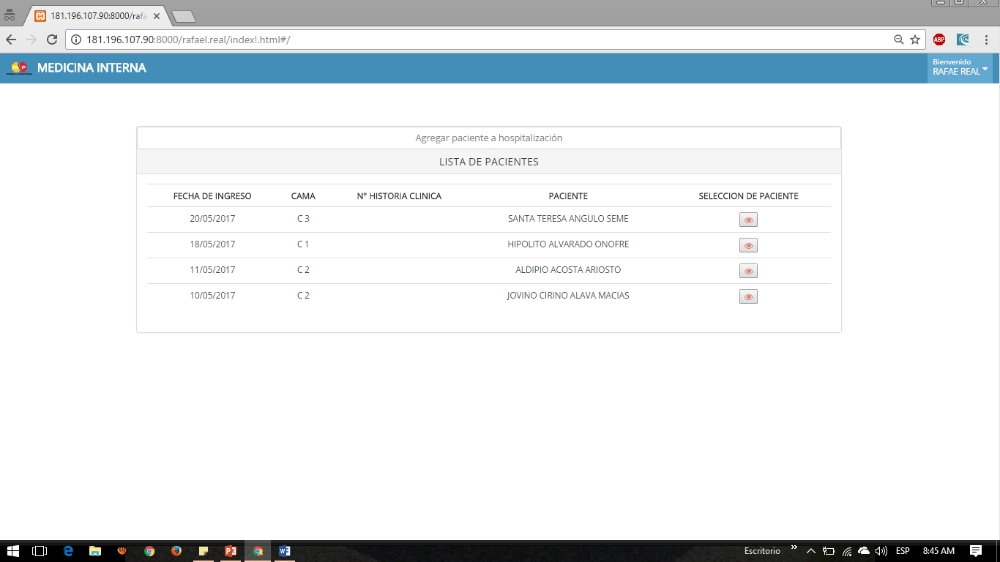 181.196.107.90:8000/rafa
181.196.107.90:8000/rafael.real/index!.html#/
ABP
MEDICINA INTERNA
Bienvenido
RAFAE REAL
Agregar paciente a hospitalización
LISTA DE PACIENTES
FECHA DE INGRESO CAMA N° HISTORIA CLINICA PACIENTE SELECCION DE PACIENTE
20/05/2017 C 3 SANTA TERESA ANGULO SEME
18/05/2017 C 1 HIPOLITO ALVARADO ONOFRE
11/05/2017 C 2 ALDIPIO ACOSTA ARIOSTO
10/05/2017 C 2 JOVINO CIRINO ALAVA MACIAS
Escritorio ESP 8:45 AM